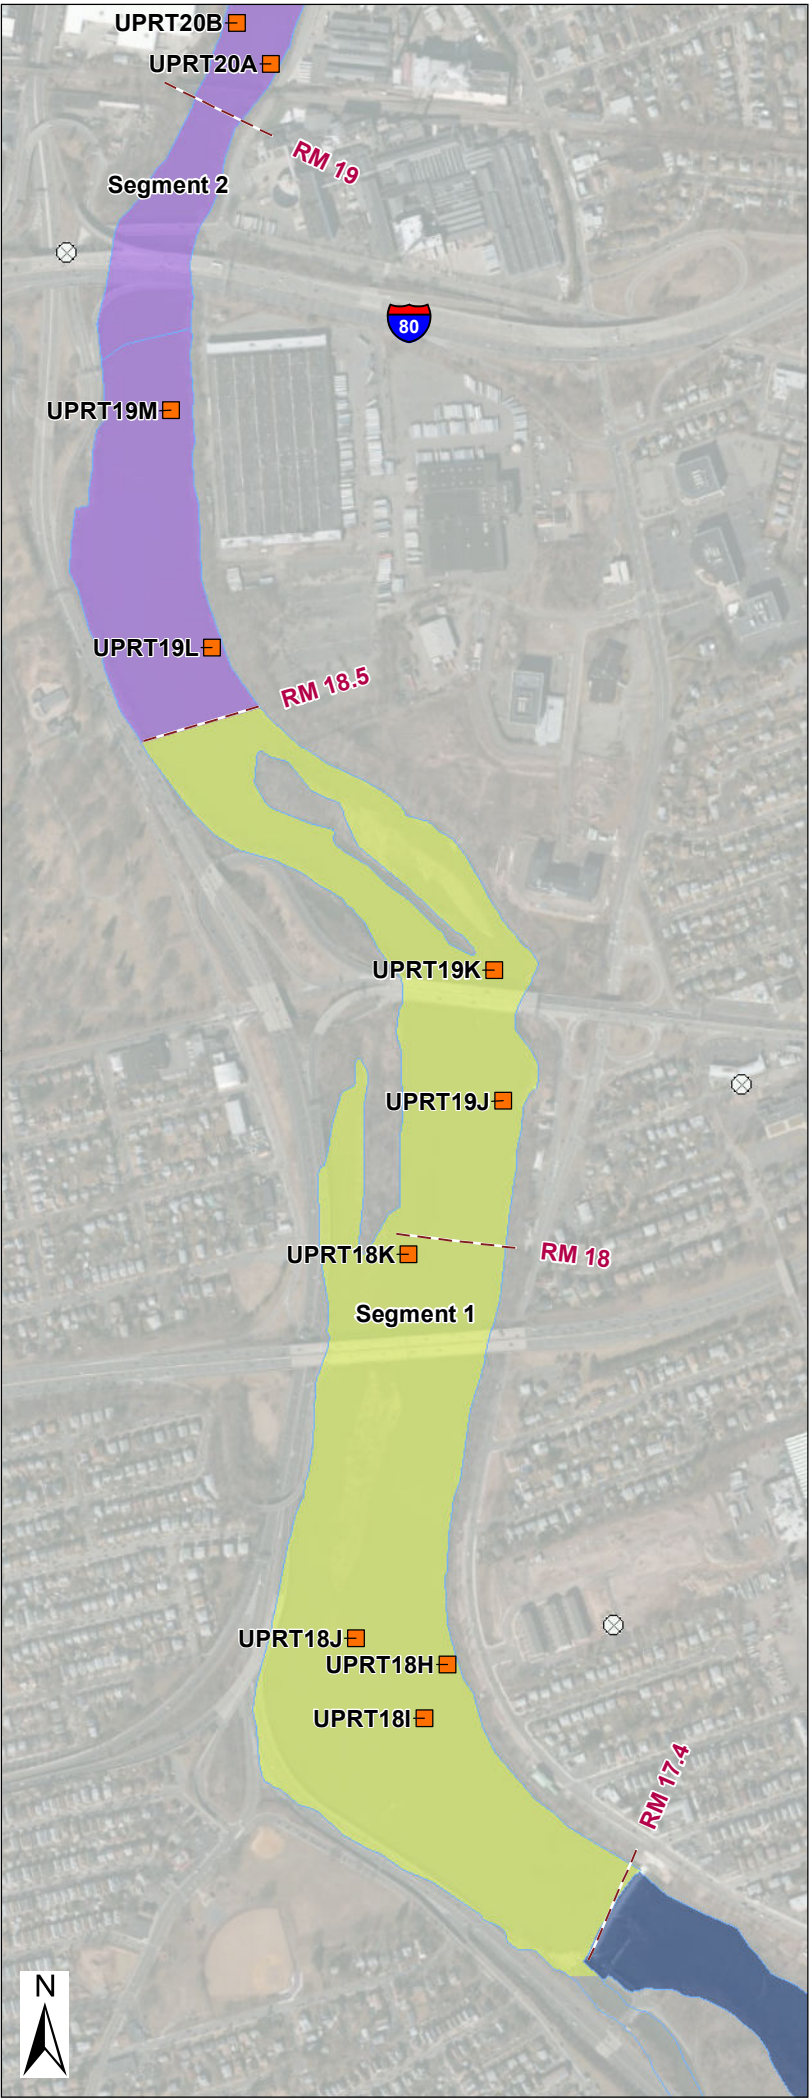 UPRT20B
UPRT20A
RM 19
Segment 2
80
UPRT19M
UPRT19L
RM 18.5
UPRT19K
UPRT19J
UPRT18K
RM 18
Segment 1
UPRT18J
UPRT18H
UPRT18I
RM 17.4
N